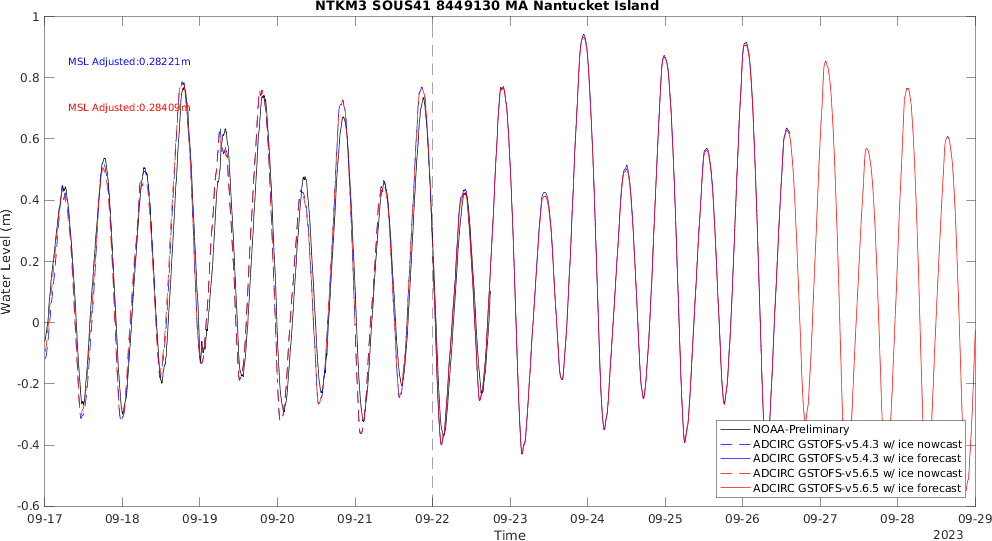 NTKM3 SOUS41 8449130 MA Nantucket Island
Water Level (m)
1
0.8
0.6
0.4
0.2
0
-0.2
-0.4
-0.6
MSL Adjusted:0.28221m
MSL Adjusted:0.28409m
NOAA-Preliminary
ADCIRC GSTOFS-v5.4.3 w/ ice nowcast
ADCIRC GSTOFS-v5.4.3 w/ ice forecast
ADCIRC GSTOFS-v5.6.5 w/ ice nowcast
ADCIRC GSTOFS-v5.6.5 w/ ice forecast
09-17 09-18 09-19 09-20 09-21 09-22 09-23 09-24 09-25 09-26 09-27 09-28 09-29
Time
2023